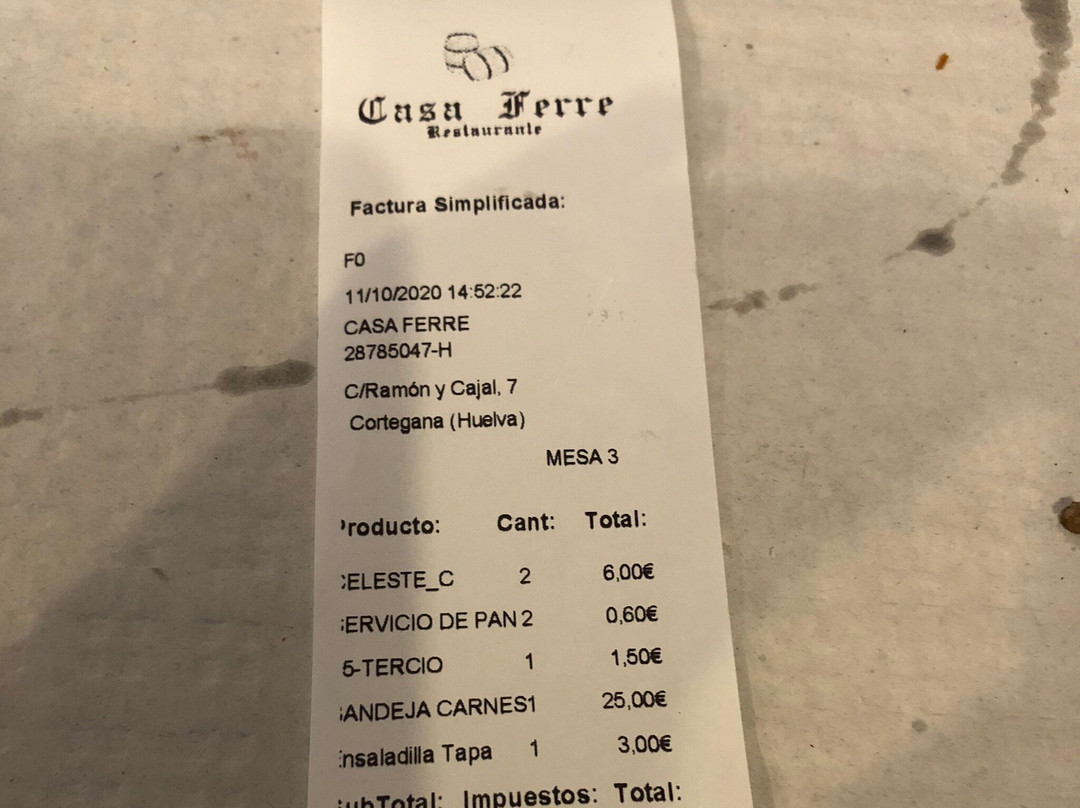 Casa Ferre
Restaurante
Factura Simplificada:
F0
11/10/2020 14:52:22
CASA FERRE
28785047-H
C/Ramón y Cajal, 7
Cortegana (Huelva)
MESA 3
Producto: Cant: Total:
CELESTE_C 2 6,00€
SERVICIO DE PAN 2 0,60€
5-TERCIO 1 1,50€
BANDEJA CARNES1 25,00€
Ensaladilla Tapa 1 3,00€
SubTotal: Impuestos: Total: